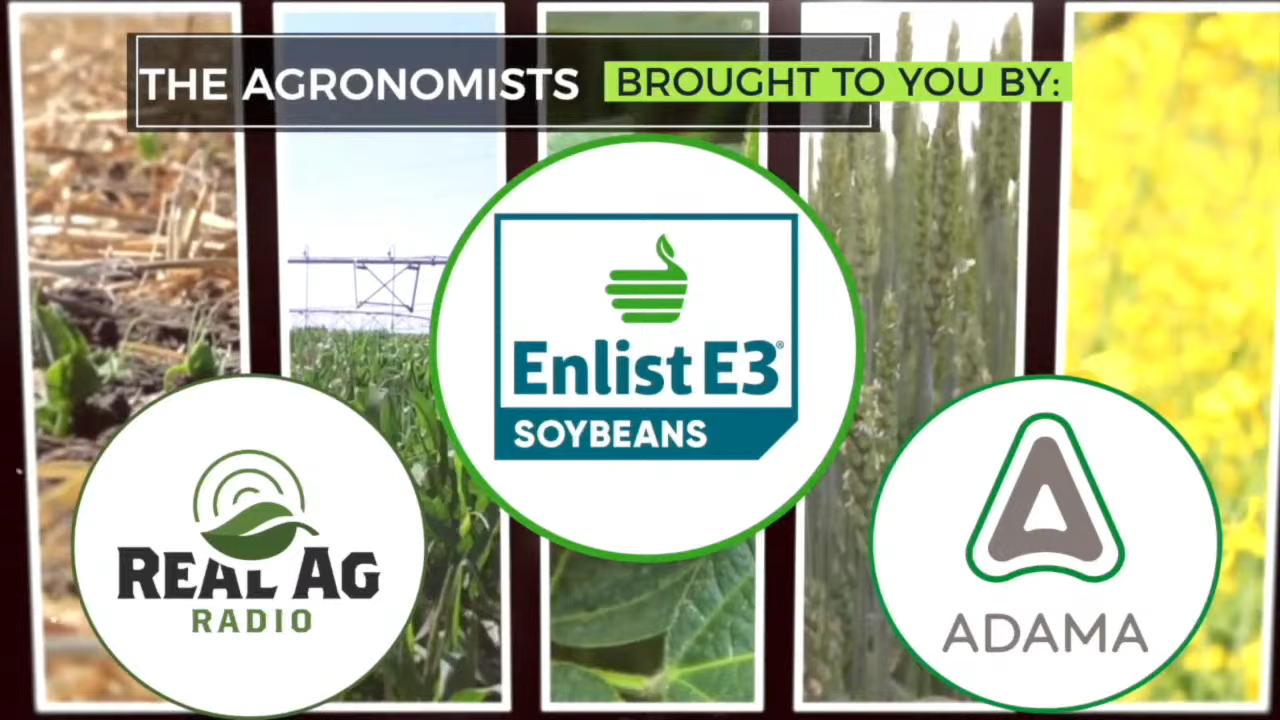 THE AGRONOMISTS BROUGHT TO YOU BY:
Enlist E3®
SOYBEANS
REAL AG
RADIO
ADAMA